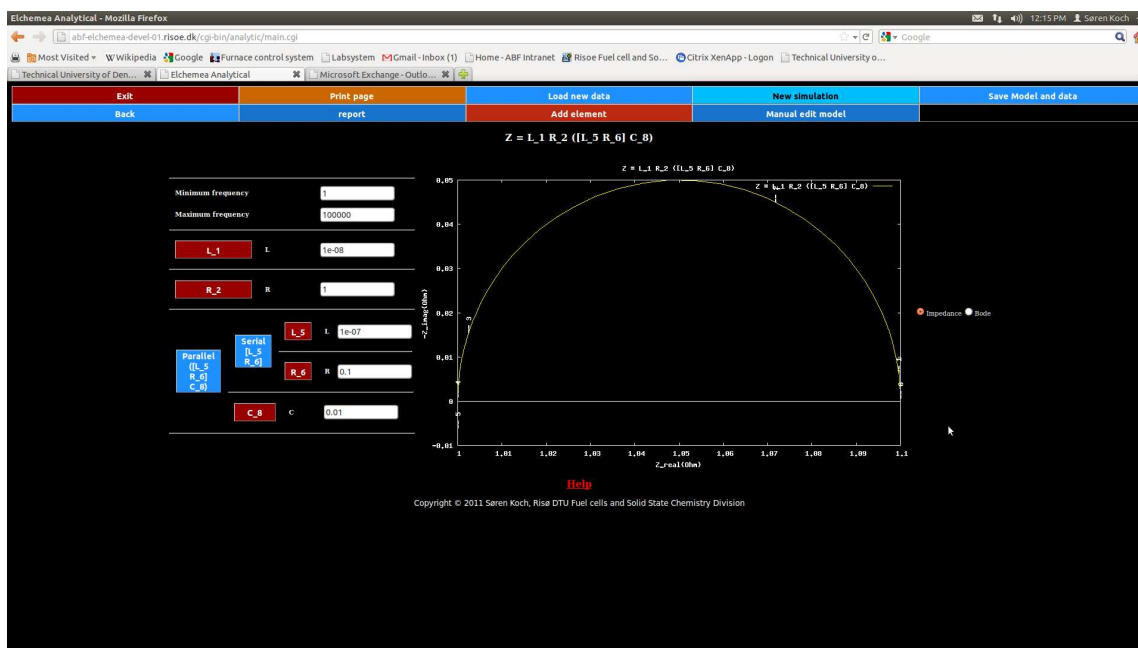 Elchemea Analytical - Mozilla Firefox
12:15 PM Søren Koch
abf-elchemea-devel-01.risoe.dk/cgi-bin/analytic/main.cgi
Google
Most Visited Wikipedia Google Furnace control system Labsystem Gmail - Inbox (1) Home - ABF Intranet Risoe Fuel cell and So... Citrix XenApp - Logon Technical University o...
Technical University of Den... Elchemea Analytical Microsoft Exchange - Outlo...
Exit Print page Load new data New simulation Save Model and data
Back report Add element Manual edit model
Z = L_1 R_2 ([L_5 R_6] C_8)
Z = L_1 R_2 ([L_5 R_6] C_8)
Z = L_1 R_2 ([L_5 R_6] C_8)
Minimum frequency 1
Maximum frequency 100000
L_1 L 1e-08
R_2 R 1
Parallel
([L_5
R_6]
C_8)
Serial
[L_5
R_6]
L_5 L 1e-07
R_6 R 0.1
C_8 C 0.01
-Z_imag(Ohm)
0,05
0,04
0,03
0,02
0,01
0
-0,01
3
4
5
1
0
1 1,01 1,02 1,03 1,04 1,05 1,06 1,07 1,08 1,09 1,1
Z_real(Ohm)
Impedance Bode
Help
Copyright © 2011 Søren Koch, Risø DTU Fuel cells and Solid State Chemistry Division